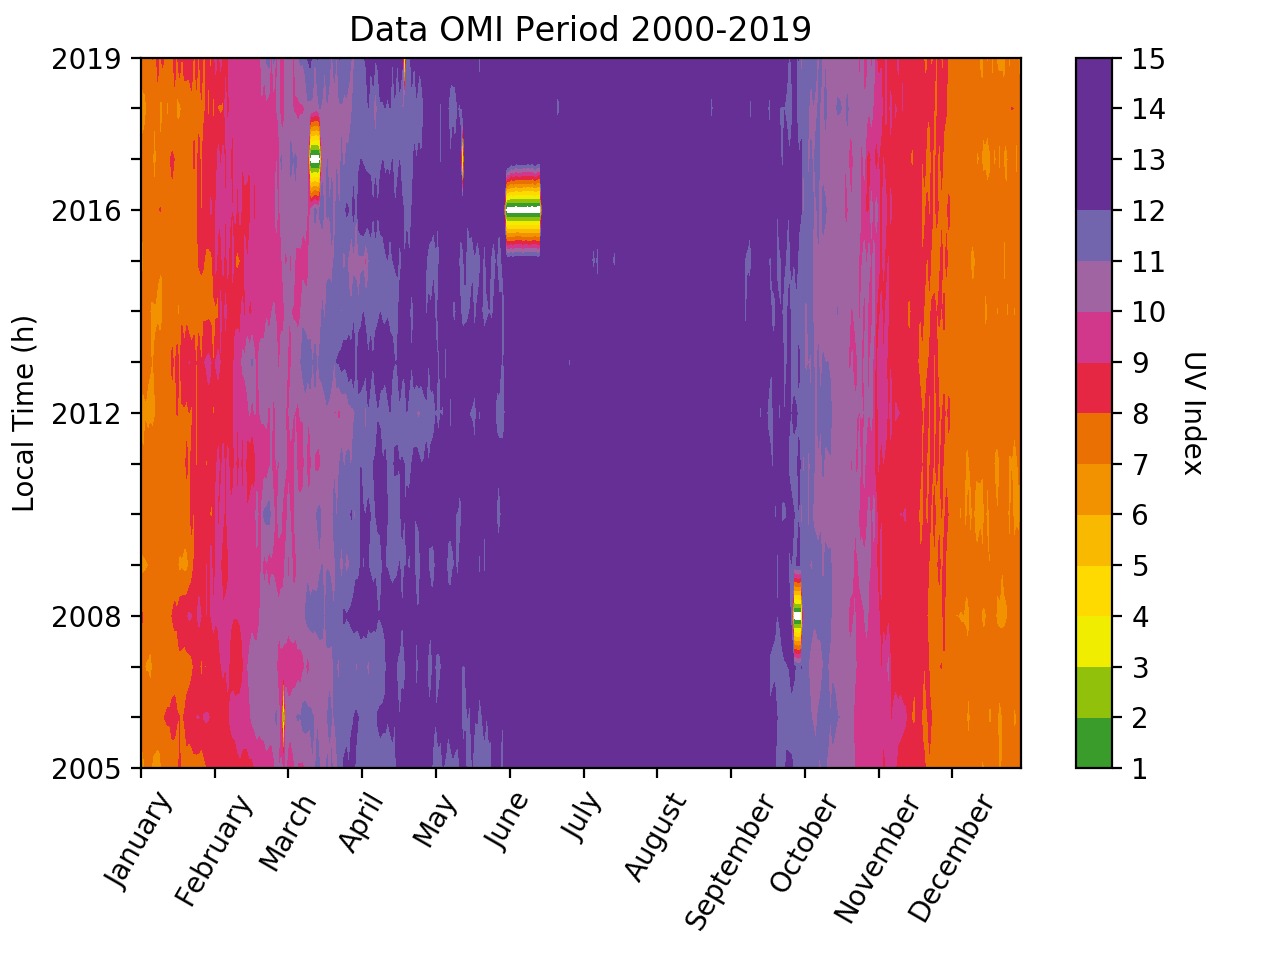 Data OMI Period 2000-2019
Local Time (h)
2019
2016
2012
2008
2005
January
February
March
April
May
June
July
August
September
October
November
December
15
14
13
12
11
10
9
8
7
6
5
4
3
2
1
UV Index